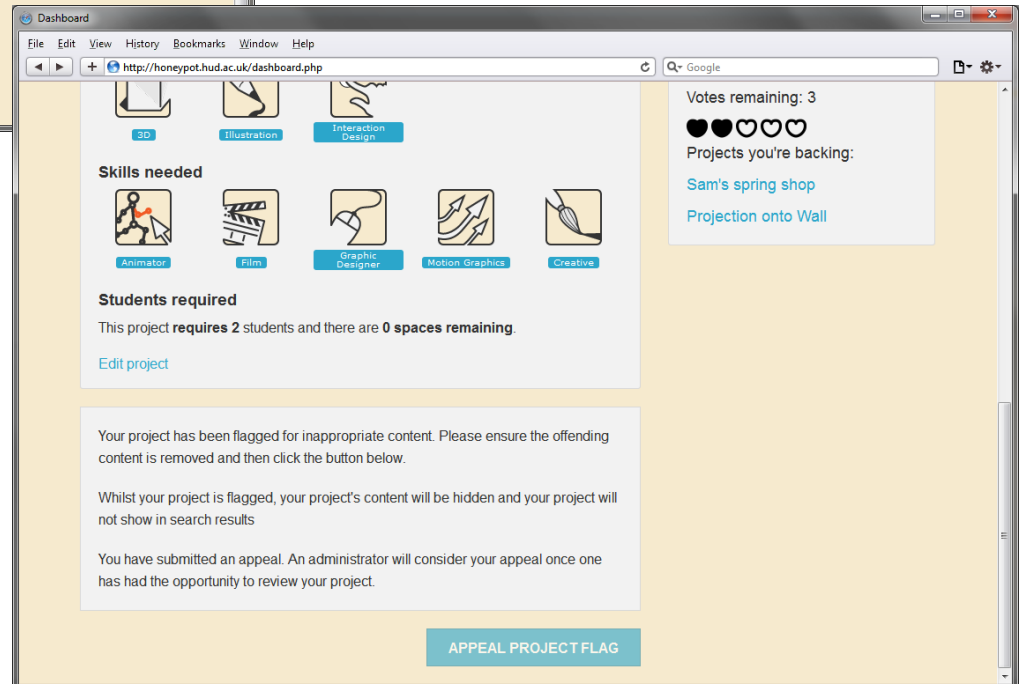 Dashboard
File Edit View History Bookmarks Window Help
http://honeypot.hud.ac.uk/dashboard.php
Google
3D
Illustration
Interaction
Design
Skills needed
Animator
Film
Graphic
Designer
Motion Graphics
Creative
Students required
This project requires 2 students and there are 0 spaces remaining.
Edit project
Your project has been flagged for inappropriate content. Please ensure the offending
content is removed and then click the button below.
Whilst your project is flagged, your project's content will be hidden and your project will
not show in search results
You have submitted an appeal. An administrator will consider your appeal once one
has had the opportunity to review your project.
APPEAL PROJECT FLAG
Votes remaining: 3
Projects you're backing:
Sam's spring shop
Projection onto Wall